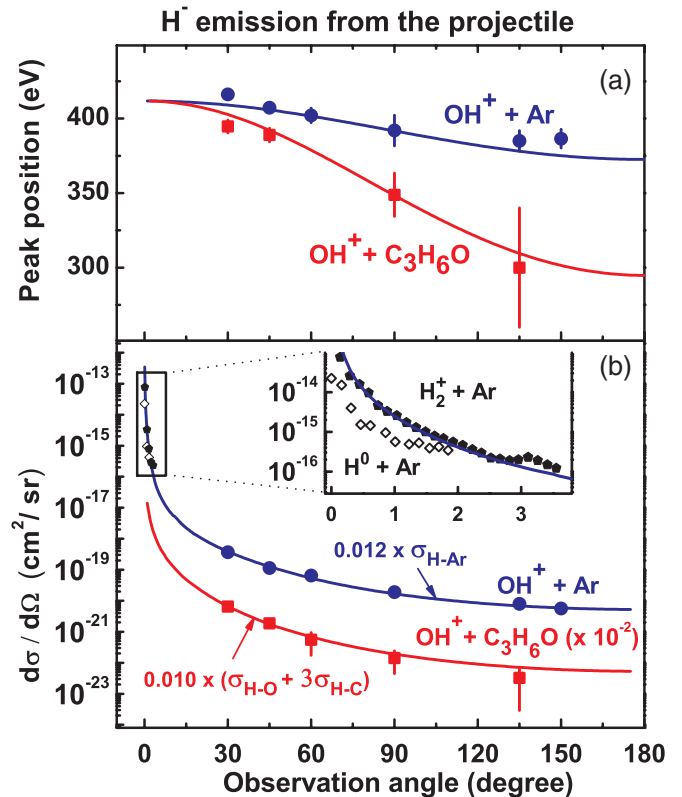 H⁻ emission from the projectile
(a)
400
350
300
Peak position (eV)
OH⁺ + Ar
OH⁺ + C₃H₆O
(b)
10⁻¹³
10⁻¹⁵
10⁻¹⁷
10⁻¹⁹
10⁻²¹
10⁻²³
dσ / dΩ (cm²/ sr)
10⁻¹⁴
10⁻¹⁵
10⁻¹⁶
H₂⁺ + Ar
H⁰ + Ar
0 1 2 3
0.012 x σH-Ar
OH⁺ + Ar
OH⁺ + C₃H₆O (x 10⁻²)
0.010 x (σH-O + 3σH-C)
0 30 60 90 120 150 180
Observation angle (degree)